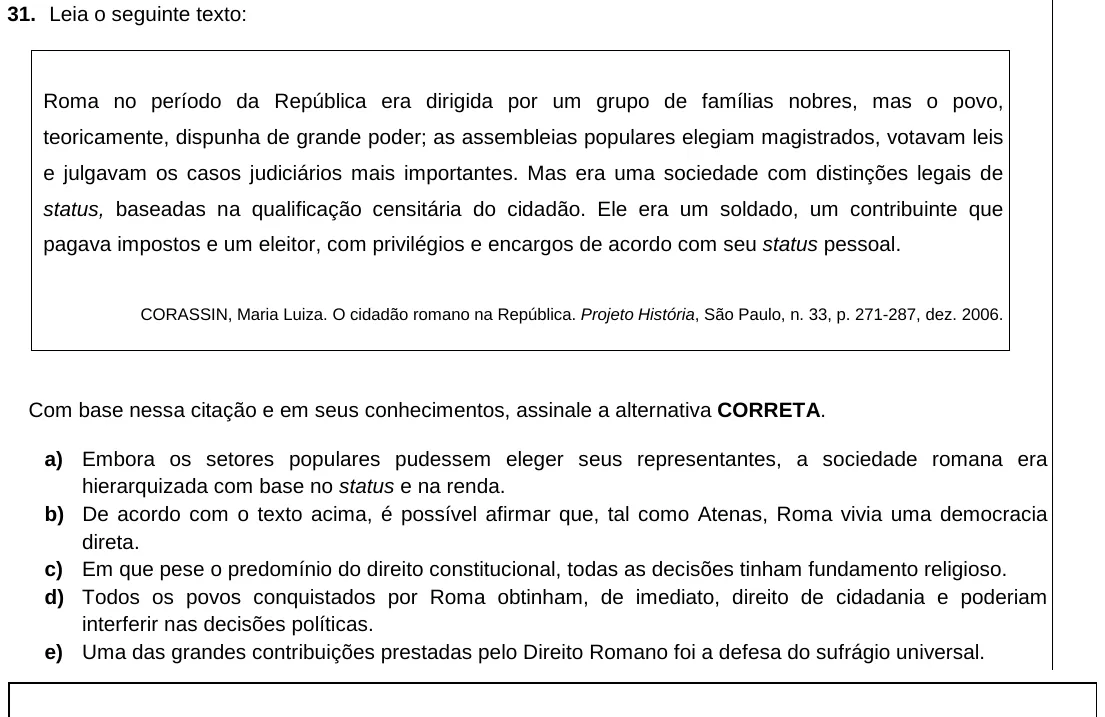 31. Leia o seguinte texto:
Roma no período da República era dirigida por um grupo de famílias nobres, mas o povo,
teoricamente, dispunha de grande poder; as assembleias populares elegiam magistrados, votavam leis
e julgavam os casos judiciários mais importantes. Mas era uma sociedade com distinções legais de
status, baseadas na qualificação censitária do cidadão. Ele era um soldado, um contribuinte que
pagava impostos e um eleitor, com privilégios e encargos de acordo com seu status pessoal.
CORASSIN, Maria Luiza. O cidadão romano na República. Projeto História, São Paulo, n. 33, p. 271-287, dez. 2006.
Com base nessa citação e em seus conhecimentos, assinale a alternativa CORRETA.
a) Embora os setores populares pudessem eleger seus representantes, a sociedade romana era
hierarquizada com base no status e na renda.
b) De acordo com o texto acima, é possível afirmar que, tal como Atenas, Roma vivia uma democracia
direta.
c) Em que pese o predomínio do direito constitucional, todas as decisões tinham fundamento religioso.
d) Todos os povos conquistados por Roma obtinham, de imediato, direito de cidadania e poderiam
interferir nas decisões políticas.
e) Uma das grandes contribuições prestadas pelo Direito Romano foi a defesa do sufrágio universal.